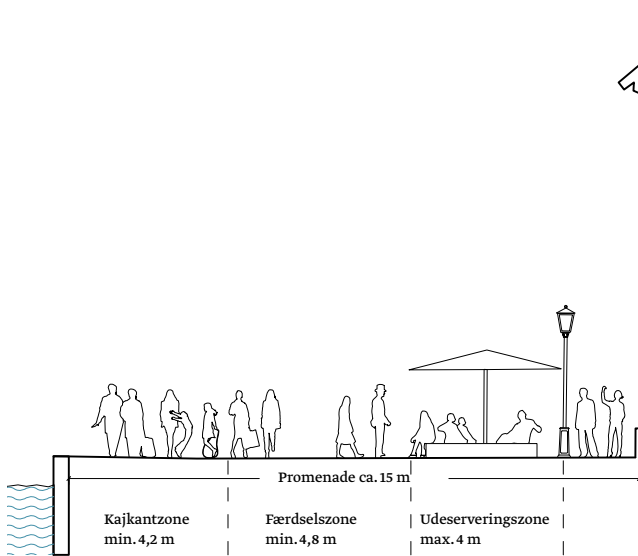 Promenade ca. 15 m
Kajkantzone
min. 4,2 m
Færdselszone
min. 4,8 m
Udeserveringszone
max. 4 m